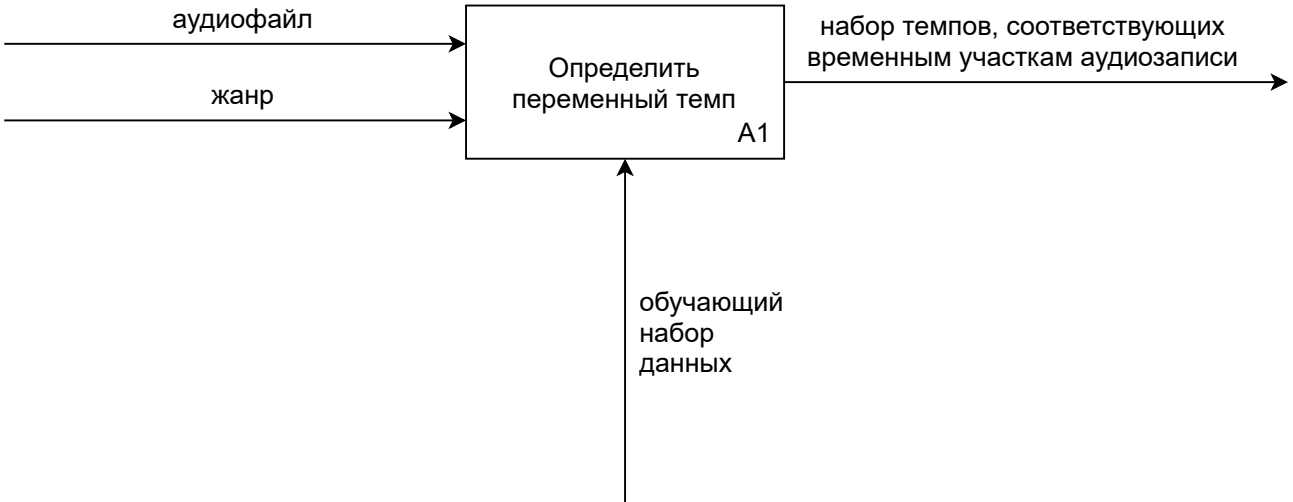 аудиофайл
жанр
Определить
переменный темп
A1
набор темпов, соответствующих
временным участкам аудиозаписи
обучающий
набор
данных